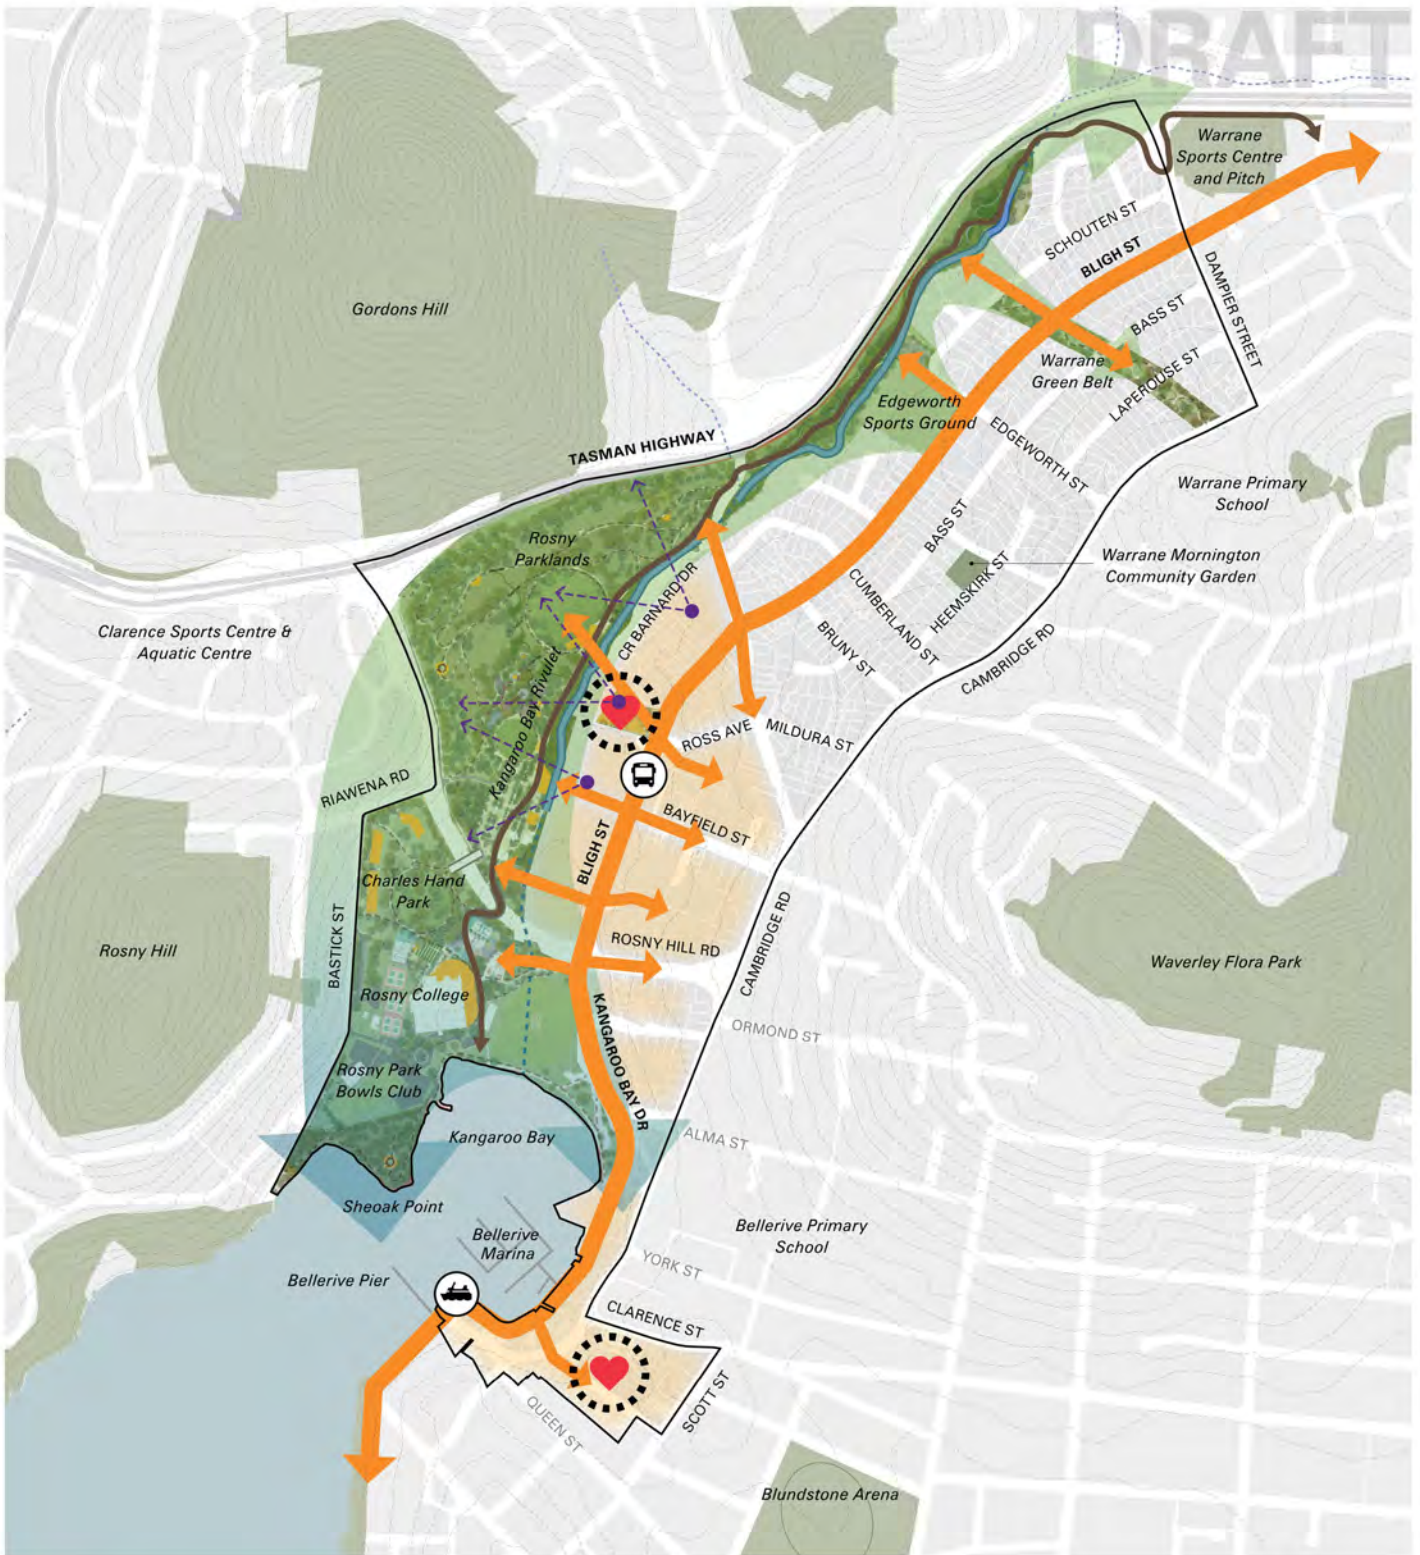 DRAFT
Warrane
Sports Centre
and Pitch
SCHOUTEN ST
BLIGH ST
DAMPIER STREET
Gordons Hill
BASS ST
Warrane
Green Belt
LAPEROUSE ST
Edgeworth
Sports Ground
TASMAN HIGHWAY
EDGEWORTH ST
Warrane Primary
School
BASS ST
Rosny
Parklands
HEEMSKIRK ST
Warrane Mornington
Community Garden
CR BARNARD DR
CUMBERLAND ST
BRUNY ST
Clarence Sports Centre &
Aquatic Centre
CAMBRIDGE RD
Kangaroo Bay Rivulet
ROSS AVE
MILDURA ST
RIAWENA RD
BAYFIELD ST
BLIGH ST
Charles Hand
Park
BASTICK ST
Rosny Hill
ROSNY HILL RD
CAMBRIDGE RD
Waverley Flora Park
Rosny College
KANGAROO BAY DR
ORMOND ST
Rosny Park
Bowls Club
Kangaroo Bay
ALMA ST
Sheoak Point
Bellerive
Marina
Bellerive Primary
School
YORK ST
Bellerive Pier
CLARENCE ST
SCOTT ST
QUEEN ST
Blundstone Arena